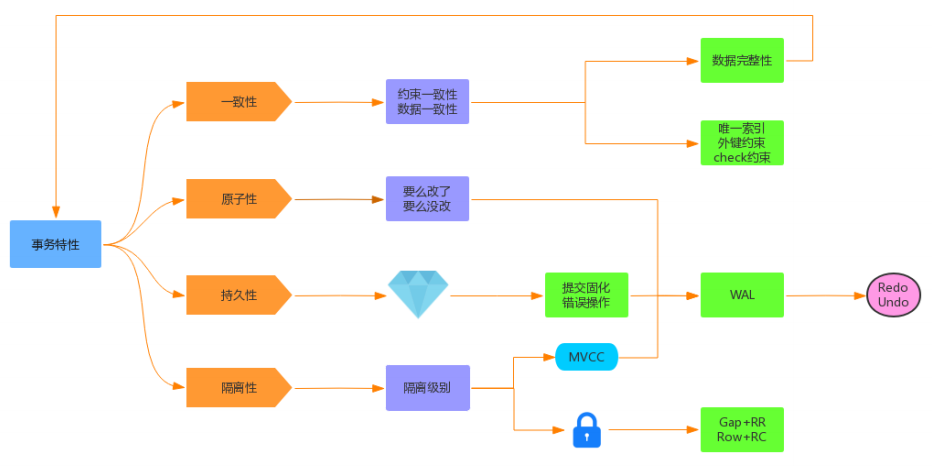 事务特性
一致性
约束一致性
数据一致性
数据完整性
唯一索引
外键约束
check约束
原子性
要么改了
要么没改
持久性
提交固化
错误操作
WAL
Redo
Undo
隔离性
隔离级别
MVCC
Gap+RR
Row+RC